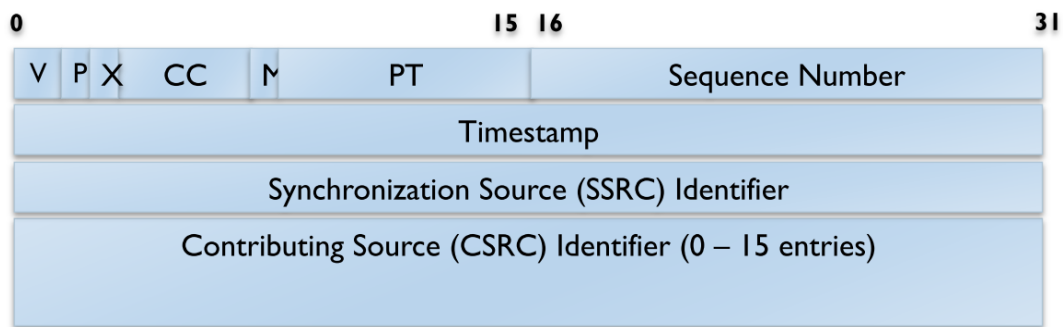 0 15 16 31
V P X CC M PT Sequence Number
Timestamp
Synchronization Source (SSRC) Identifier
Contributing Source (CSRC) Identifier (0 – 15 entries)